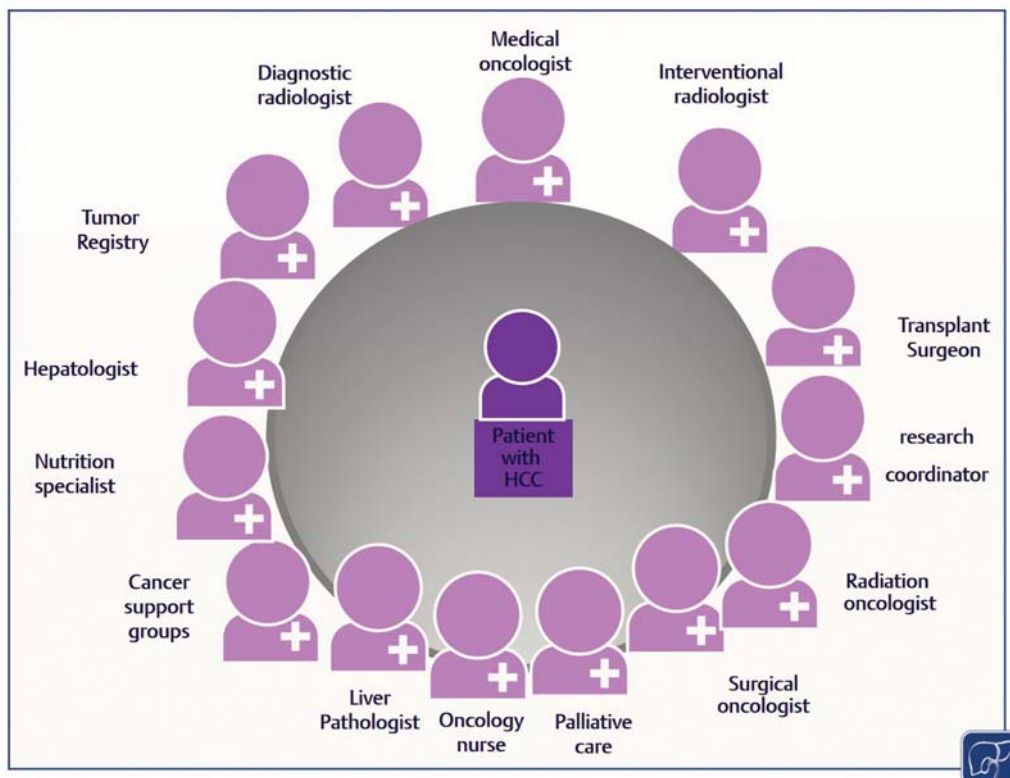 Medical
oncologist
Diagnostic
radiologist
Interventional
radiologist
Tumor
Registry
Transplant
Surgeon
Hepatologist
research
coordinator
Nutrition
specialist
Patient
with
HCC
Cancer
support
groups
Radiation
oncologist
Liver
Pathologist
Oncology
nurse
Palliative
care
Surgical
oncologist